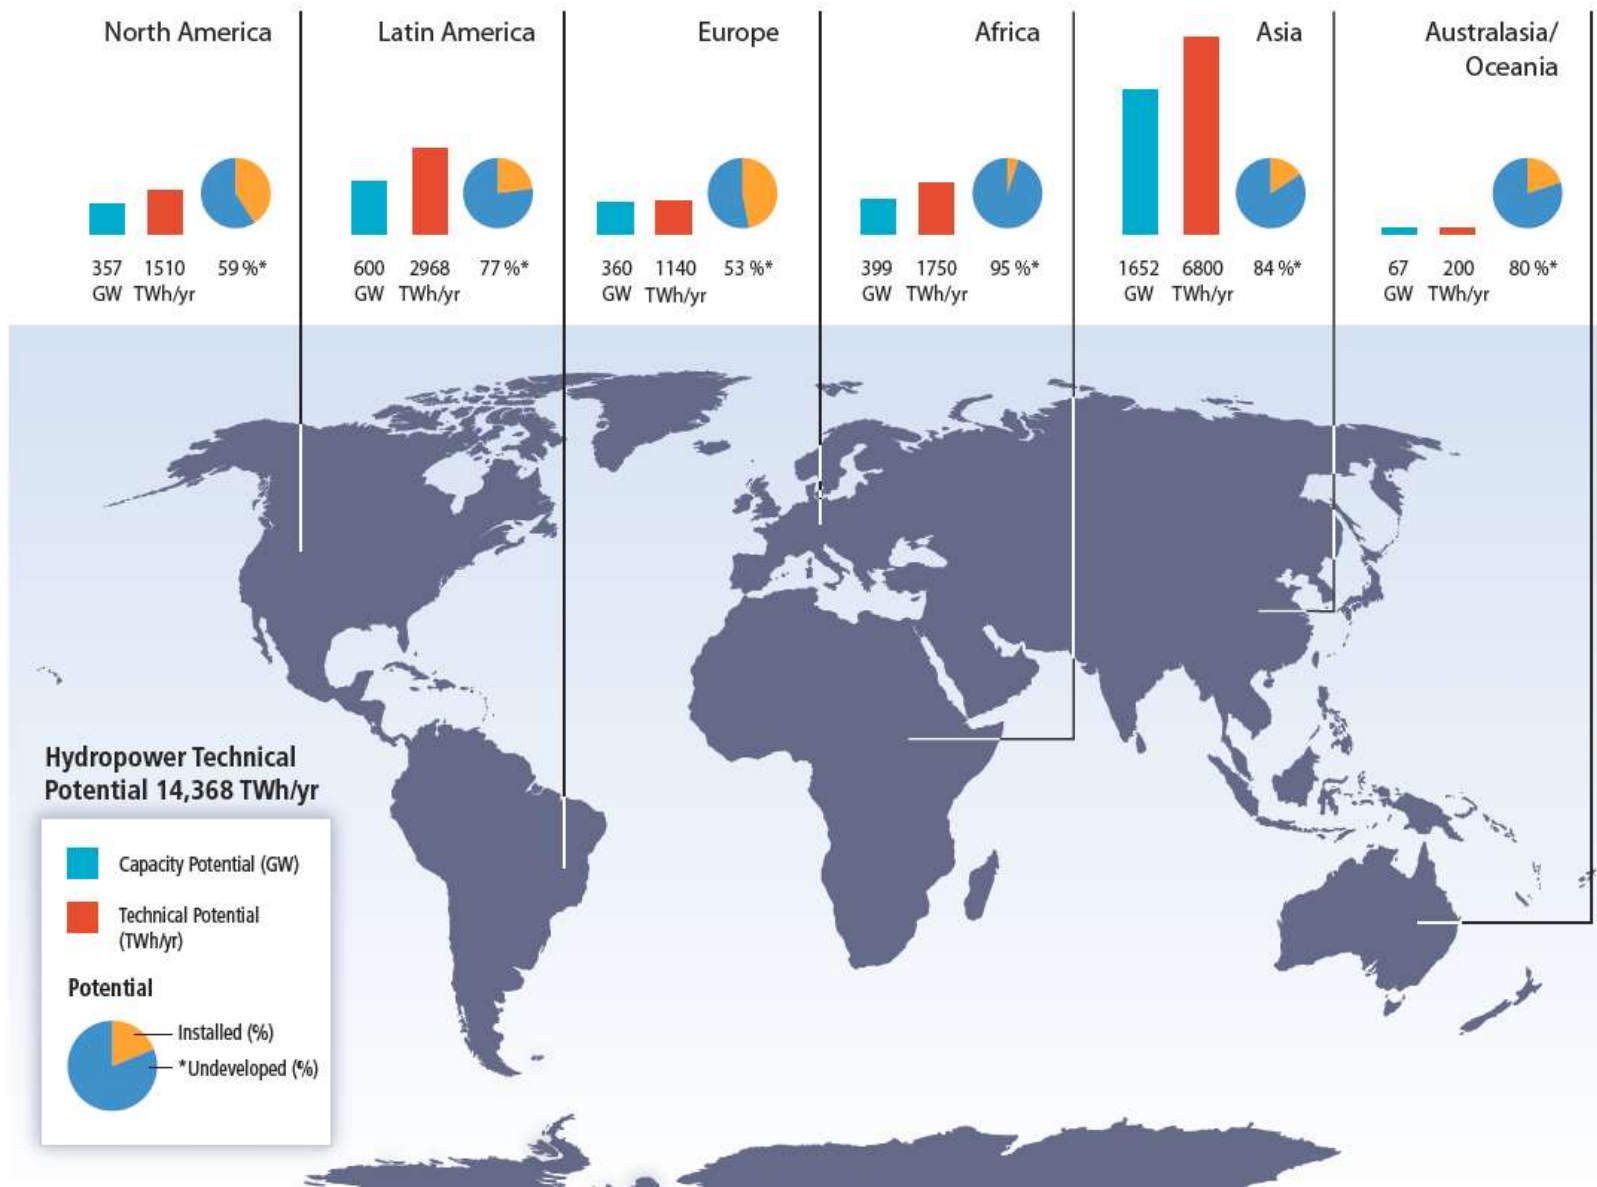 North America
357
GW
1510
TWh/yr
59 %*
Latin America
600
GW
2968
TWh/yr
77 %*
Europe
360
GW
1140
TWh/yr
53 %*
Africa
399
GW
1750
TWh/yr
95 %*
Asia
1652
GW
6800
TWh/yr
84 %*
Australasia/
Oceania
67
GW
200
TWh/yr
80 %*
Hydropower Technical
Potential 14,368 TWh/yr
Capacity Potential (GW)
Technical Potential
(TWh/yr)
Potential
Installed (%)
*Undeveloped (%)